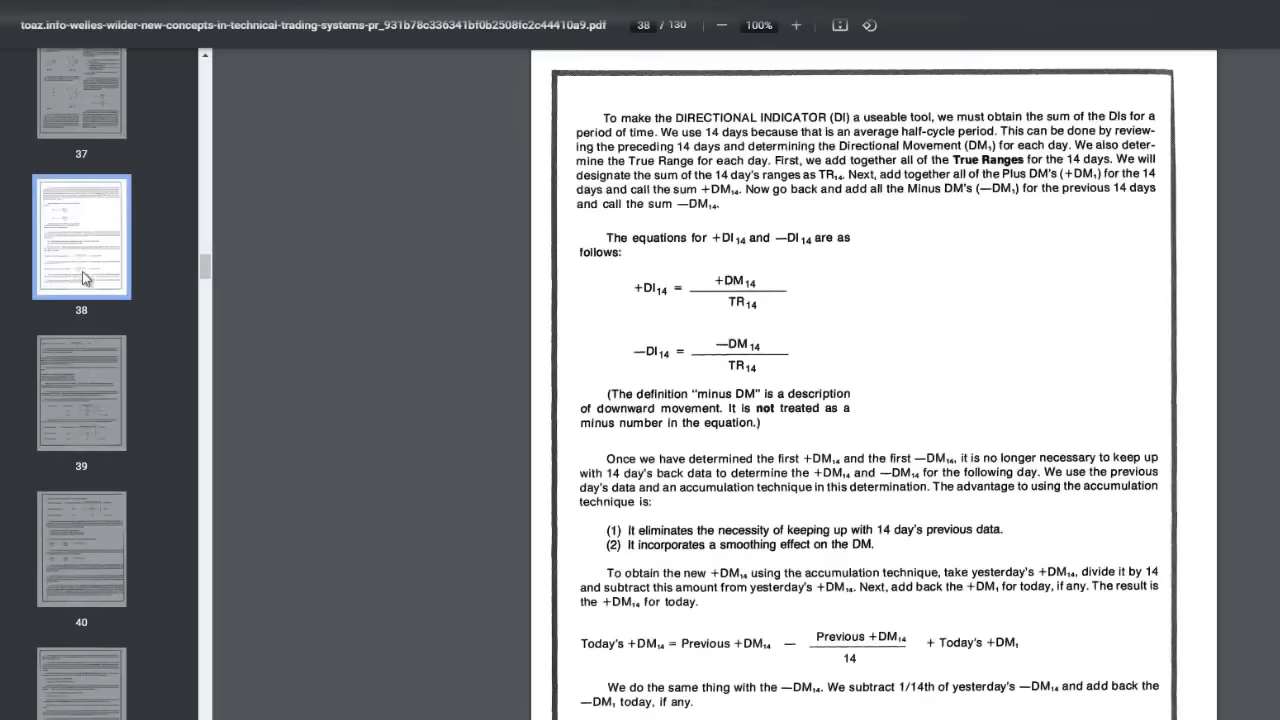 toaz.info-welles-wilder-new-concepts-in-technical-trading-systems-pr_931b78c336341bf0b2508fc2c44410a9.pdf
38 / 130
100%
37
38
39
40
To make the DIRECTIONAL INDICATOR (DI) a useable tool, we must obtain the sum of the DIs for a
period of time. We use 14 days because that is an average half-cycle period. This can be done by review-
ing the preceding 14 days and determining the Directional Movement (DM₁) for each day. We also deter-
mine the True Range for each day. First, we add together all of the True Ranges for the 14 days. We will
designate the sum of the 14 day's ranges as TR₁₄. Next, add together all of the Plus DM's (+DM₁) for the 14
days and call the sum +DM₁₄. Now go back and add all the Minus DM's (—DM₁) for the previous 14 days
and call the sum —DM₁₄.
The equations for +DI₁₄ and —DI₁₄ are as
follows:
+DI₁₄ = +DM₁₄
TR₁₄
—DI₁₄ = —DM₁₄
TR₁₄
(The definition "minus DM" is a description
of downward movement. It is not treated as a
minus number in the equation.)
Once we have determined the first +DM₁₄ and the first —DM₁₄, it is no longer necessary to keep up
with 14 day's back data to determine the +DM₁₄ and —DM₁₄ for the following day. We use the previous
day's data and an accumulation technique in this determination. The advantage to using the accumulation
technique is:
(1) It eliminates the necessity of keeping up with 14 day's previous data.
(2) It incorporates a smoothing effect on the DM.
To obtain the new +DM₁₄ using the accumulation technique, take yesterday's +DM₁₄, divide it by 14
and subtract this amount from yesterday's +DM₁₄. Next, add back the +DM₁ for today, if any. The result is
the +DM₁₄ for today.
Today's +DM₁₄ = Previous +DM₁₄ — Previous +DM₁₄ + Today's +DM₁
14
We do the same thing with the —DM₁₄. We subtract 1/14th of yesterday's —DM₁₄ and add back the
—DM₁ today, if any.